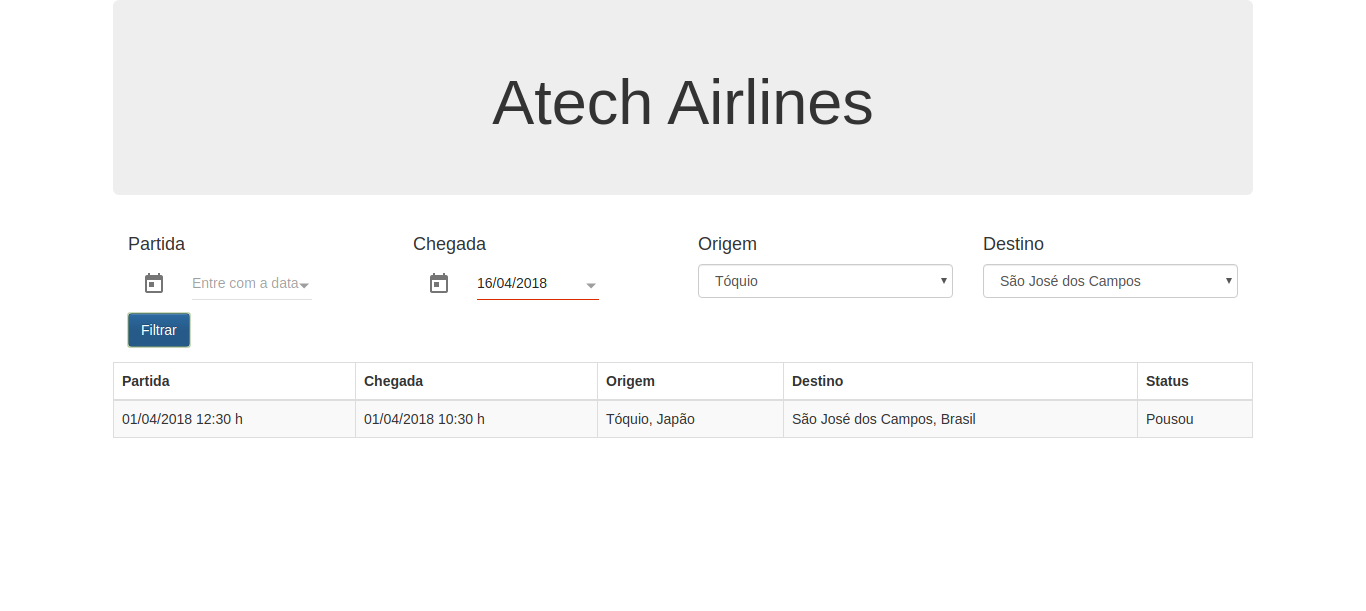 Atech Airlines
Partida Chegada Origem Destino
Entre com a data 16/04/2018 Tóquio São José dos Campos
Filtrar
Partida Chegada Origem Destino Status
01/04/2018 12:30 h 01/04/2018 10:30 h Tóquio, Japão São José dos Campos, Brasil Pousou